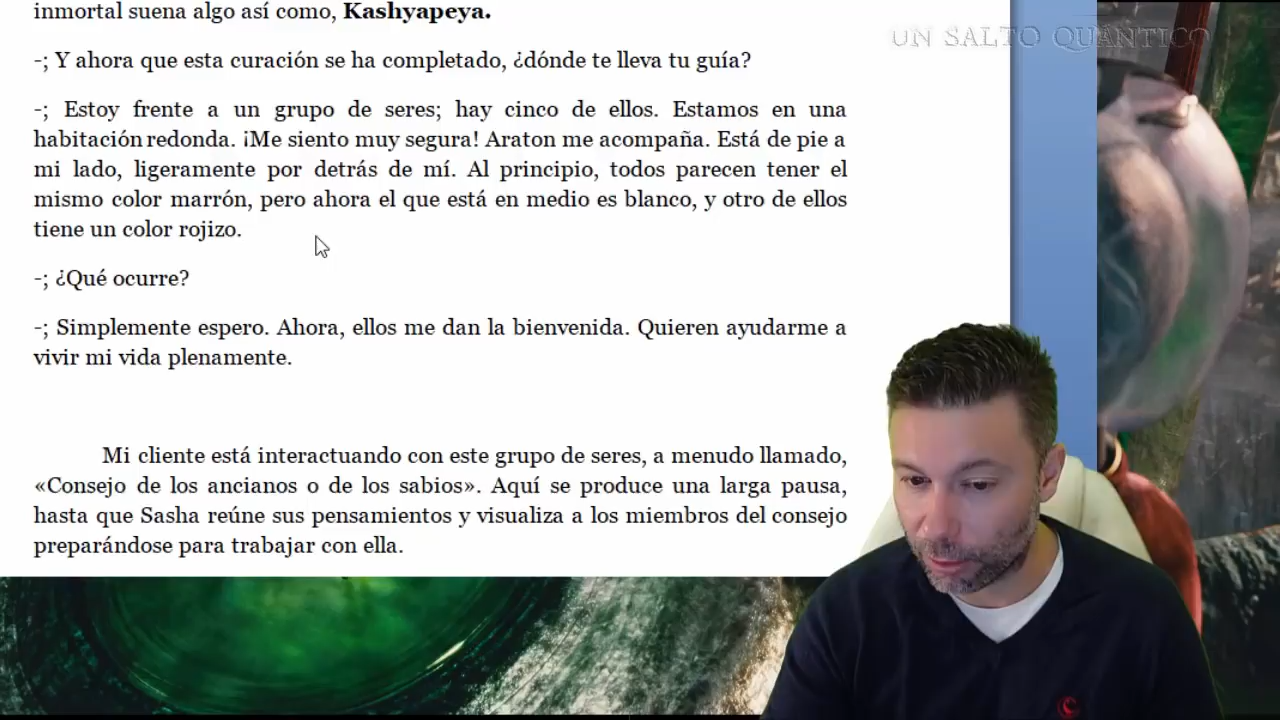 inmortal suena algo así como, Kashyapeya.
UN SALTO QUÁNTICO
-; Y ahora que esta curación se ha completado, ¿dónde te lleva tu guía?
-; Estoy frente a un grupo de seres; hay cinco de ellos. Estamos en una
habitación redonda. ¡Me siento muy segura! Araton me acompaña. Está de pie a
mi lado, ligeramente por detrás de mí. Al principio, todos parecen tener el
mismo color marrón, pero ahora el que está en medio es blanco, y otro de ellos
tiene un color rojizo.
-; ¿Qué ocurre?
-; Simplemente espero. Ahora, ellos me dan la bienvenida. Quieren ayudarme a
vivir mi vida plenamente.
Mi cliente está interactuando con este grupo de seres, a menudo llamado,
«Consejo de los ancianos o de los sabios». Aquí se produce una larga pausa,
hasta que Sasha reúne sus pensamientos y visualiza a los miembros del consejo
preparándose para trabajar con ella.